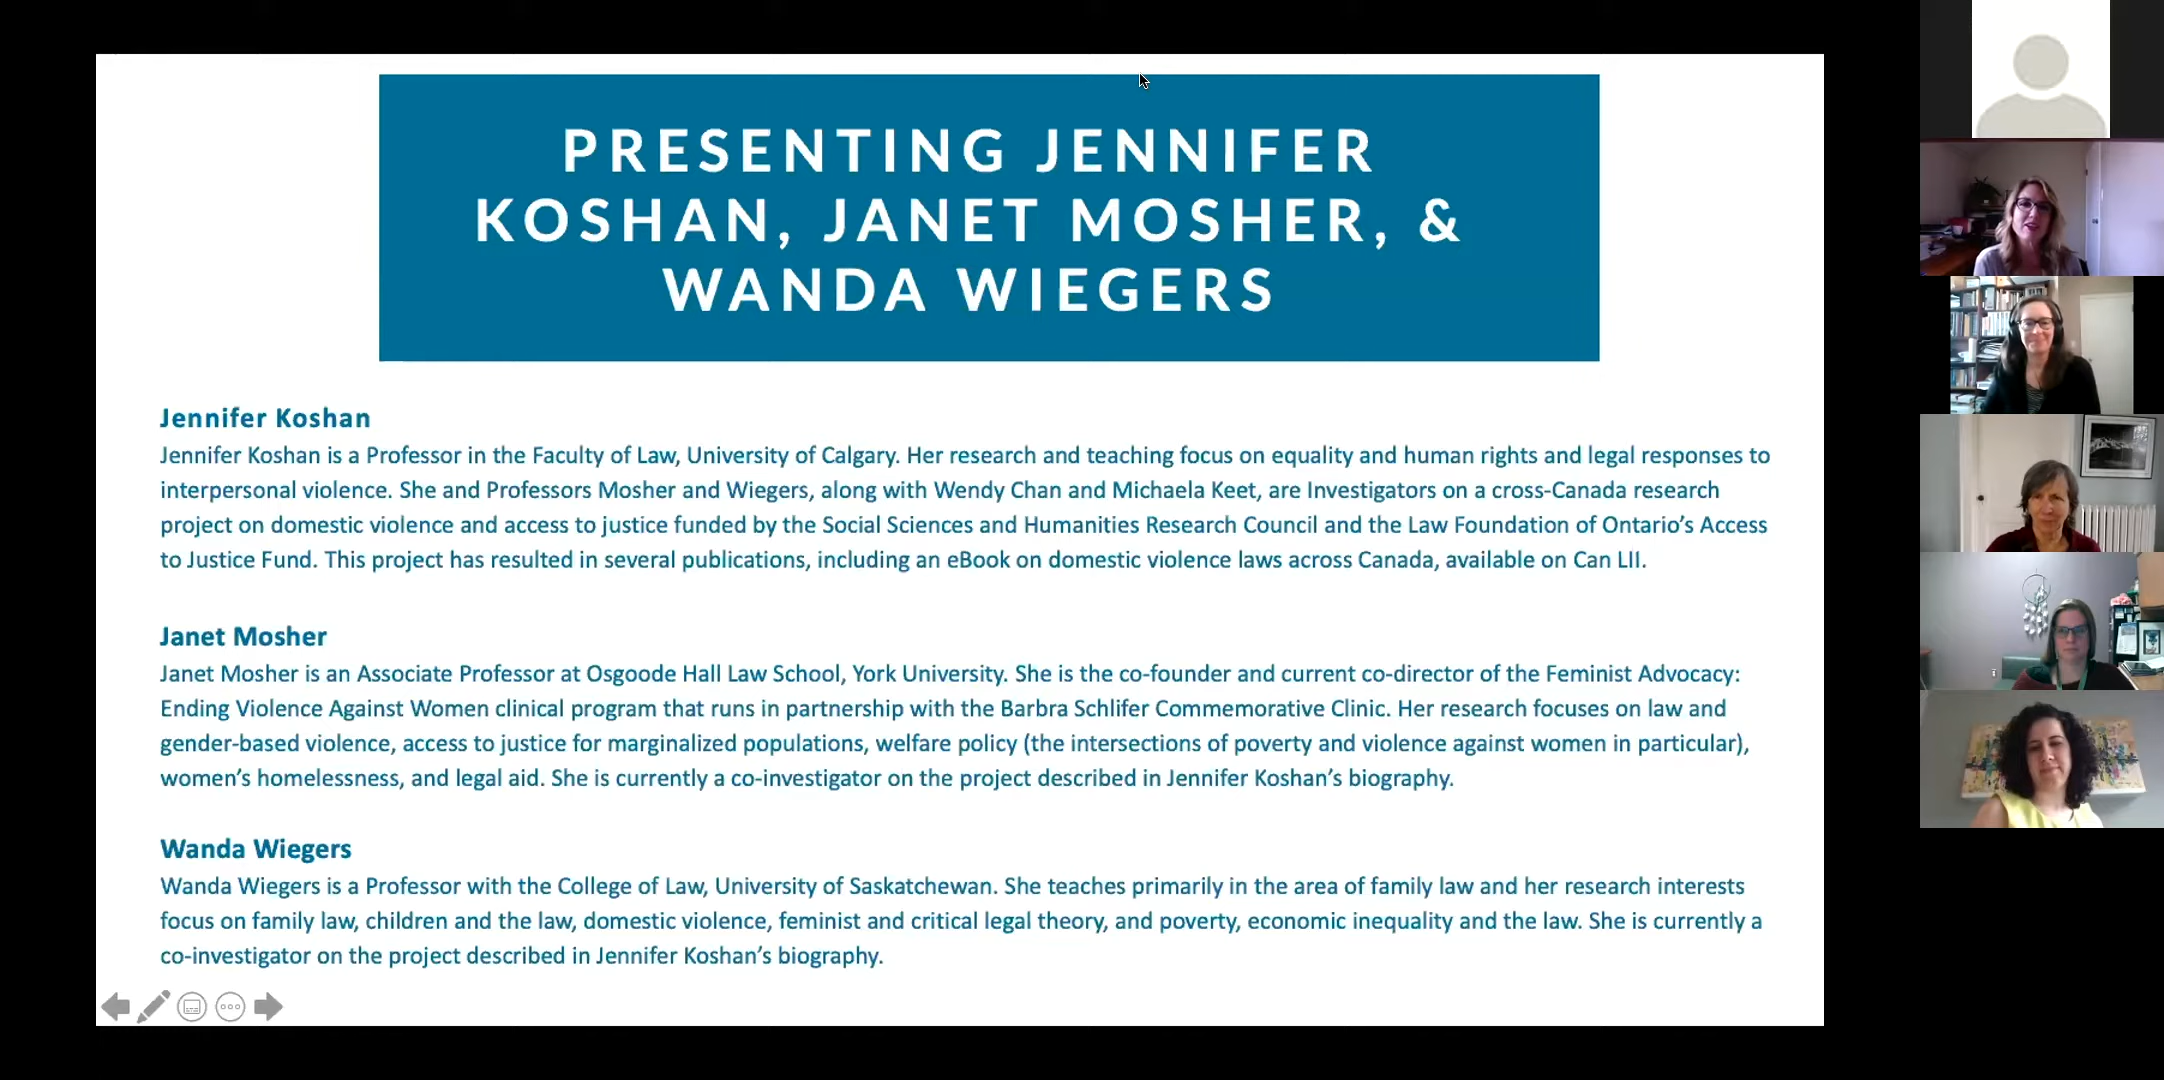 PRESENTING JENNIFER
KOSHAN, JANET MOSHER, &
WANDA WIEGERS
Jennifer Koshan
Jennifer Koshan is a Professor in the Faculty of Law, University of Calgary. Her research and teaching focus on equality and human rights and legal responses to
interpersonal violence. She and Professors Mosher and Wiegers, along with Wendy Chan and Michaela Keet, are Investigators on a cross-Canada research
project on domestic violence and access to justice funded by the Social Sciences and Humanities Research Council and the Law Foundation of Ontario’s Access
to Justice Fund. This project has resulted in several publications, including an eBook on domestic violence laws across Canada, available on Can LII.
Janet Mosher
Janet Mosher is an Associate Professor at Osgoode Hall Law School, York University. She is the co-founder and current co-director of the Feminist Advocacy:
Ending Violence Against Women clinical program that runs in partnership with the Barbra Schlifer Commemorative Clinic. Her research focuses on law and
gender-based violence, access to justice for marginalized populations, welfare policy (the intersections of poverty and violence against women in particular),
women’s homelessness, and legal aid. She is currently a co-investigator on the project described in Jennifer Koshan’s biography.
Wanda Wiegers
Wanda Wiegers is a Professor with the College of Law, University of Saskatchewan. She teaches primarily in the area of family law and her research interests
focus on family law, children and the law, domestic violence, feminist and critical legal theory, and poverty, economic inequality and the law. She is currently a
co-investigator on the project described in Jennifer Koshan’s biography.